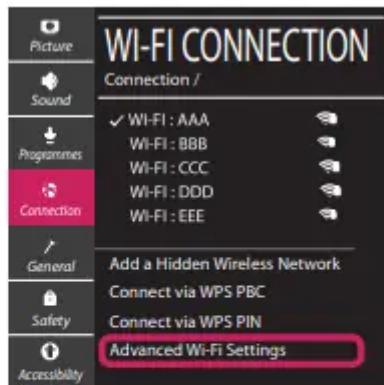 Picture
Sound
Programmes
Connection
General
Safety
Accessibility
WI-FI CONNECTION
Connection /
✓ WI-FI : AAA
WI-FI : BBB
WI-FI : CCC
WI-FI : DDD
WI-FI : EEE
Add a Hidden Wireless Network
Connect via WPS PBC
Connect via WPS PIN
Advanced Wi-Fi Settings